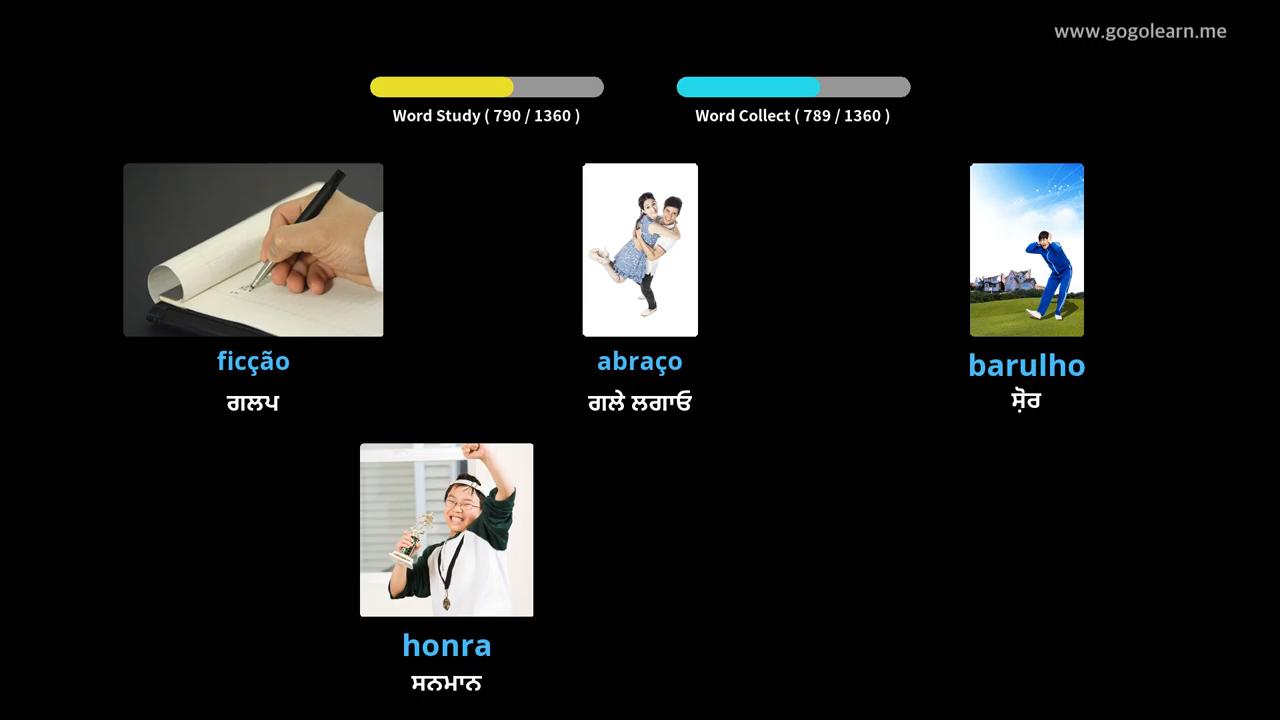 www.gogolearn.me
Word Study ( 790 / 1360 )
Word Collect ( 789 / 1360 )
ficção
abraço
barulho
ਗਲਪ
ਗਲੇ ਲਗਾਓ
ਸ਼ੋਰ
honra
ਸਨਮਾਨ